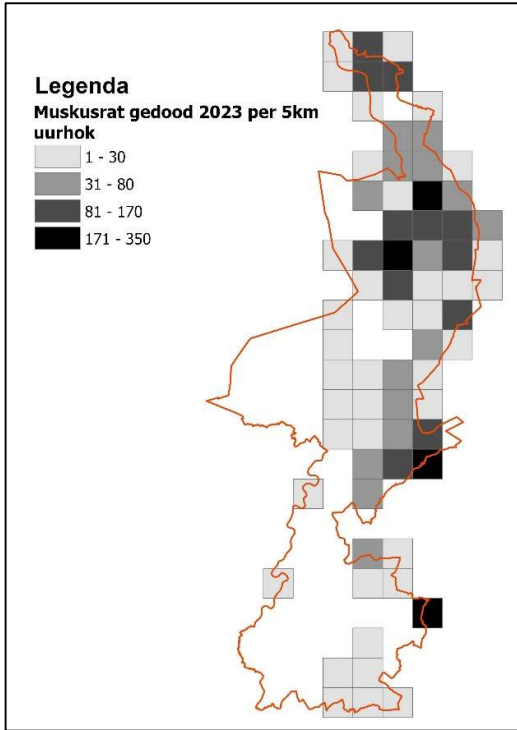 Legenda
Muskusrat gedood 2023 per 5km
uurhok
1 - 30
31 - 80
81 - 170
171 - 350